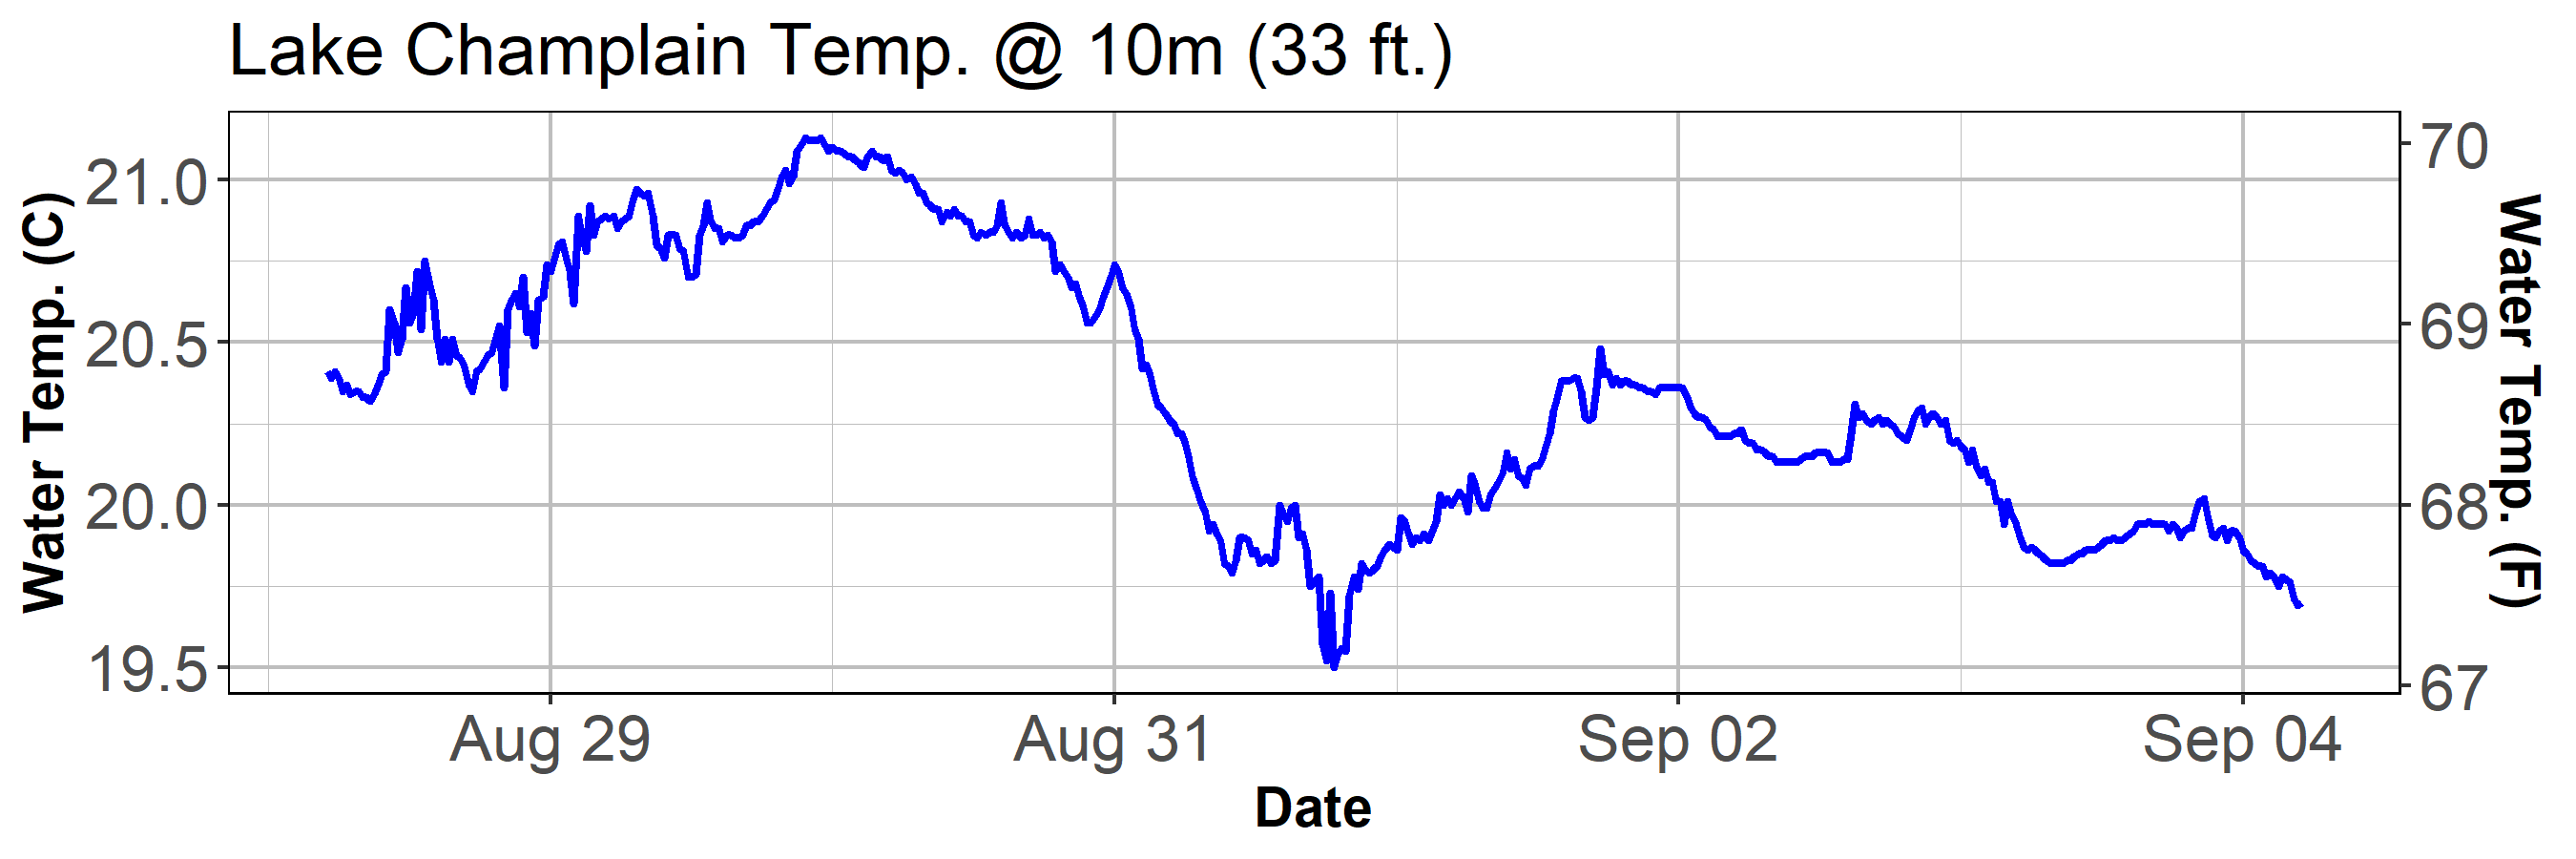 Lake Champlain Temp. @ 10m (33 ft.)
Water Temp. (C)
21.0
20.5
20.0
19.5
70
69
68
67
Water Temp. (F)
Aug 29
Aug 31
Sep 02
Sep 04
Date